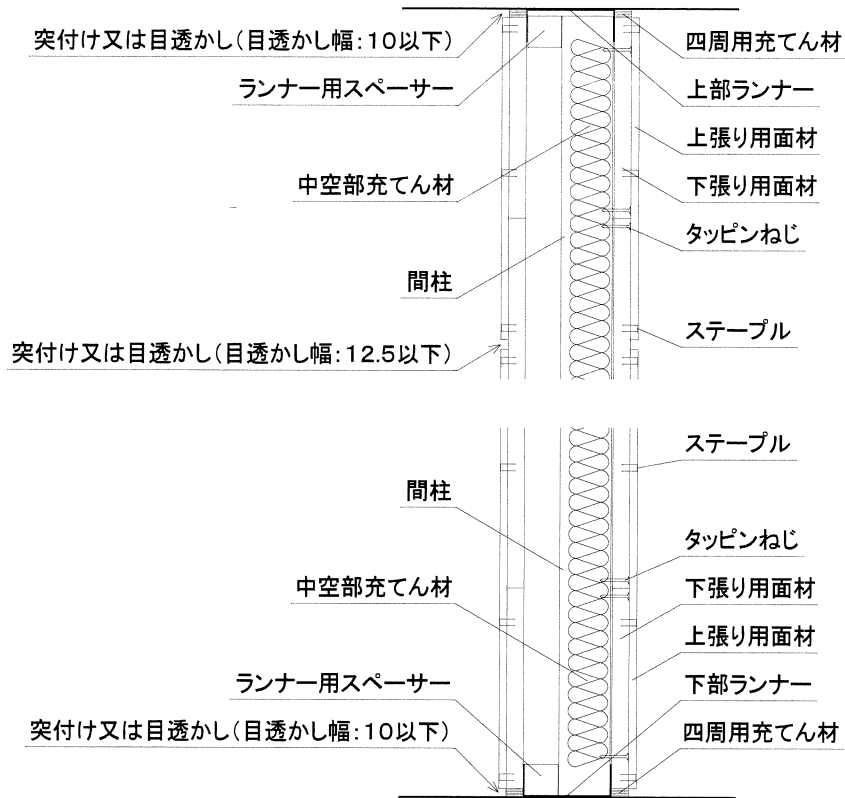 突付け又は目透かし(目透かし幅:10以下)
ランナー用スペーサー
中空部充てん材
間柱
突付け又は目透かし(目透かし幅:12.5以下)
四周用充てん材
上部ランナー
上張り用面材
下張り用面材
タッピンねじ
ステープル
間柱
中空部充てん材
ランナー用スペーサー
突付け又は目透かし(目透かし幅:10以下)
ステープル
タッピンねじ
下張り用面材
上張り用面材
下部ランナー
四周用充てん材